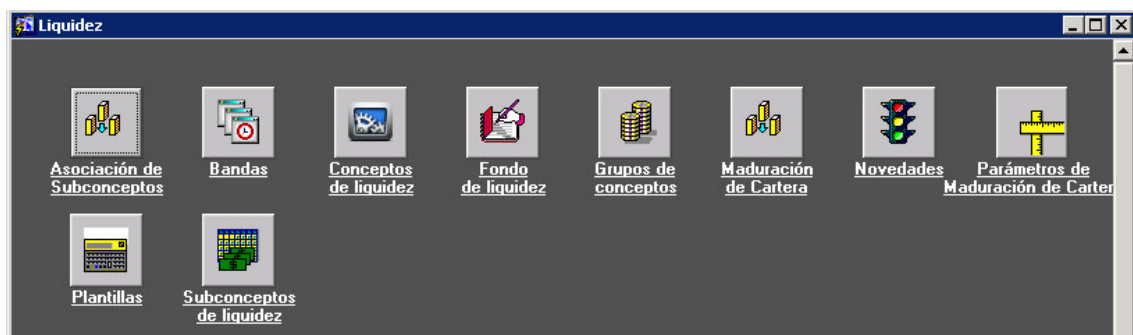 Liquidez
Asociación de
Subconceptos
Bandas
Conceptos
de liquidez
Fondo
de liquidez
Grupos de
conceptos
Maduración
de Cartera
Novedades
Parámetros de
Maduración de Carter
Plantillas
Subconceptos
de liquidez